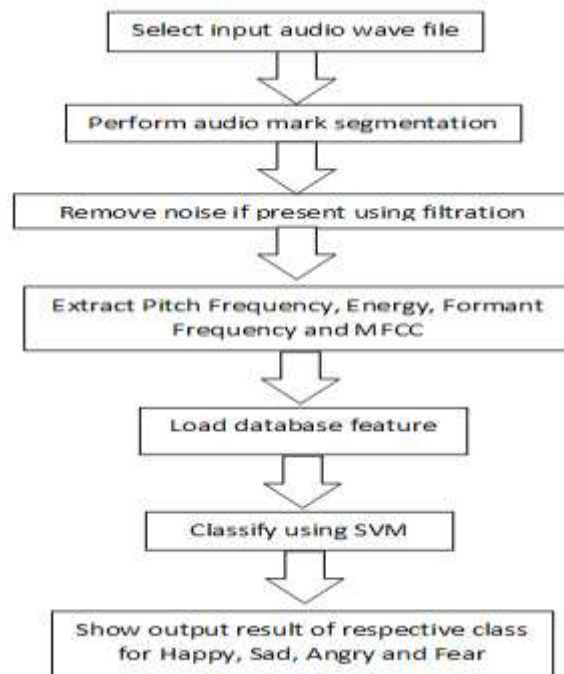 Select input audio wave file
Perform audio mark segmentation
Remove noise if present using filtration
Extract Pitch Frequency, Energy, Formant
Frequency and MFCC
Load database feature
Classify using SVM
Show output result of respective class
for Happy, Sad, Angry and Fear